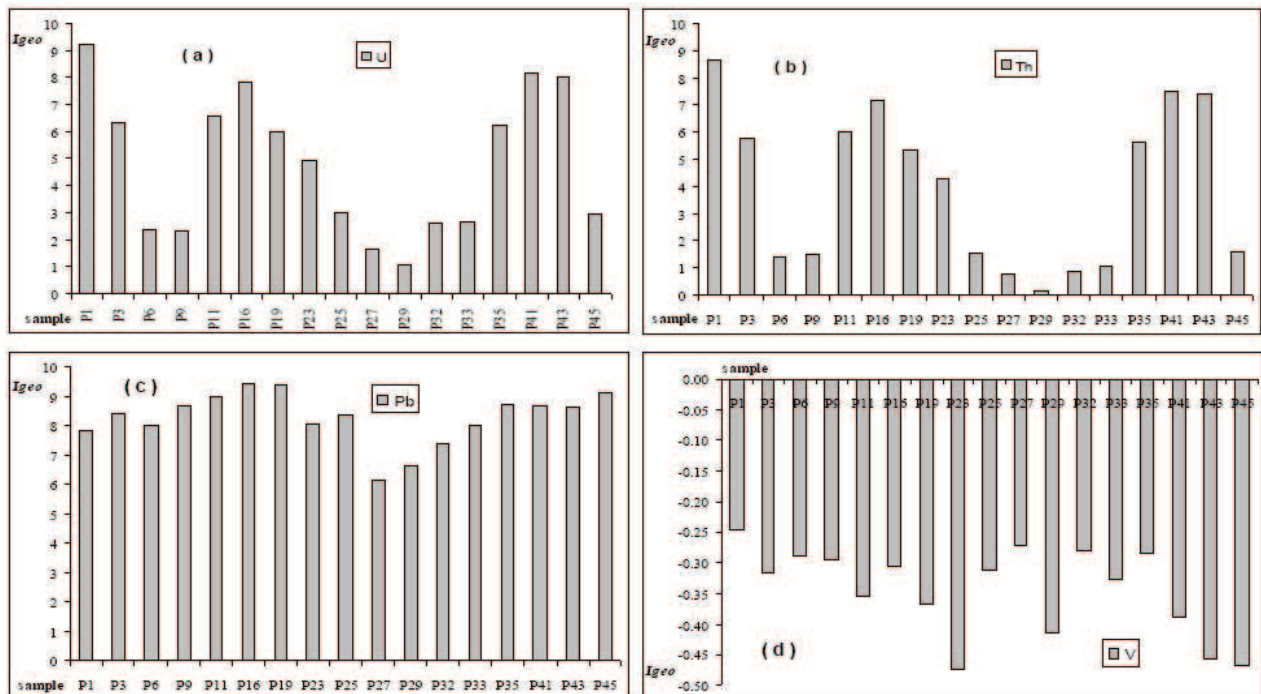 Igeo
10
9
8
7
6
5
4
3
2
1
0
( a )
U
sample P1 P3 P6 P9 P11 P16 P19 P23 P25 P27 P29 P32 P33 P35 P41 P43 P45
Igeo
10
9
8
7
6
5
4
3
2
1
0
( b )
Th
sample P1 P3 P6 P9 P11 P16 P19 P23 P25 P27 P29 P32 P33 P35 P41 P43 P45
Igeo
10
9
8
7
6
5
4
3
2
1
0
( c )
Pb
sample P1 P3 P6 P9 P11 P16 P19 P23 P25 P27 P29 P32 P33 P35 P41 P43 P45
sample
0.00
P1 P3 P6 P9 P11 P16 P19 P23 P25 P27 P29 P32 P33 P35 P41 P43 P45
-0.05
-0.10
-0.15
-0.20
-0.25
-0.30
-0.35
-0.40
-0.45
-0.50
( d )
V
Igeo